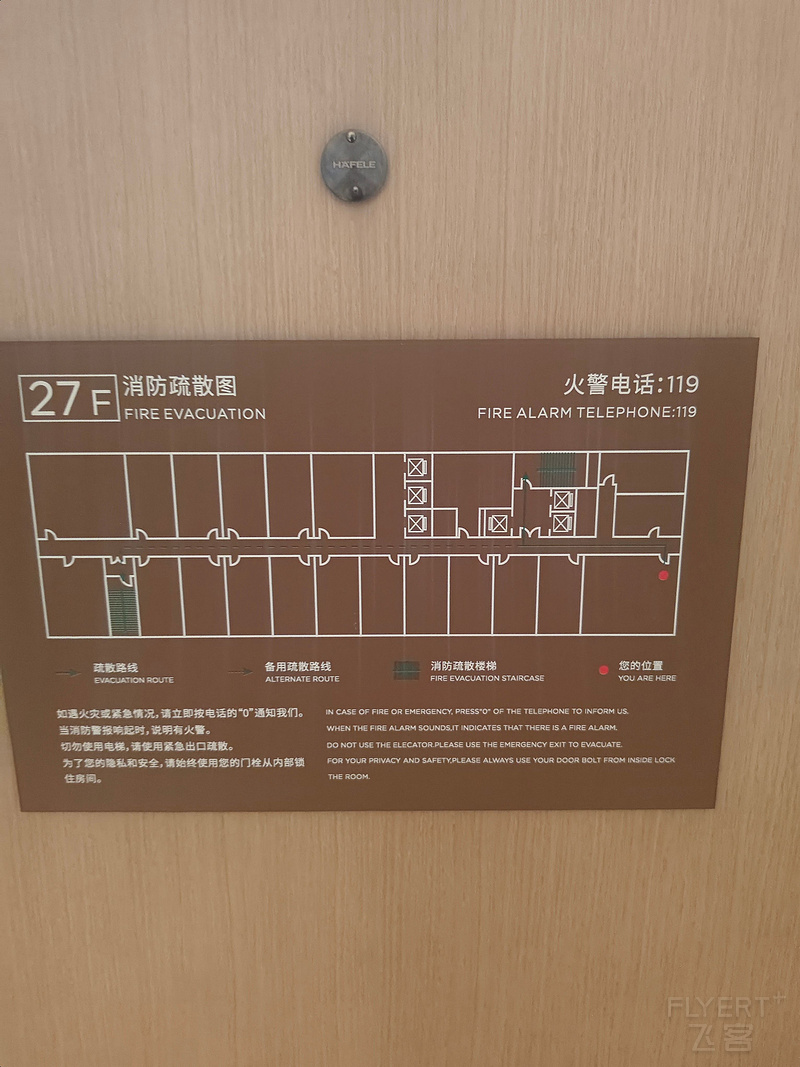 HÄFELE
27 F
消防疏散图
FIRE EVACUATION
火警电话:119
FIRE ALARM TELEPHONE:119
疏散路线
EVACUATION ROUTE
备用疏散路线
ALTERNATE ROUTE
消防疏散楼梯
FIRE EVACUATION STAIRCASE
您的位置
YOU ARE HERE
如遇火灾或紧急情况,请立即按电话的“0”通知我们。
当消防警报响起时,说明有火警。
切勿使用电梯,请使用紧急出口疏散。
为了您的隐私和安全,请始终使用您的门栓从内部锁
住房间。
IN CASE OF FIRE OR EMERGENCY, PRESS"0" OF THE TELEPHONE TO INFORM US.
WHEN THE FIRE ALARM SOUNDS,IT INDICATES THAT THERE IS A FIRE ALARM.
DO NOT USE THE ELECATOR.PLEASE USE THE EMERGENCY EXIT TO EVACUATE.
FOR YOUR PRIVACY AND SAFETY,PLEASE ALWAYS USE YOUR DOOR BOLT FROM INSIDE LOCK
THE ROOM.
FLYERT+
飞客